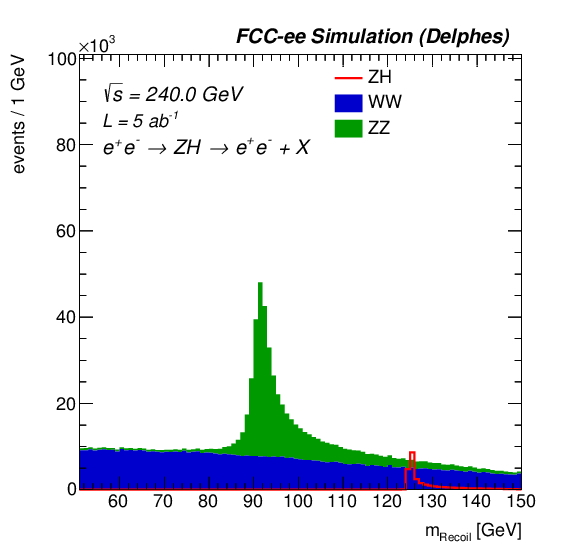 FCC-ee Simulation (Delphes)
×10³
events / 1 GeV
√s = 240.0 GeV
L = 5 ab⁻¹
e⁺e⁻ → ZH → e⁺e⁻ + X
ZH
WW
ZZ
100
80
60
40
20
0
60 70 80 90 100 110 120 130 140 150
m_Recoil [GeV]